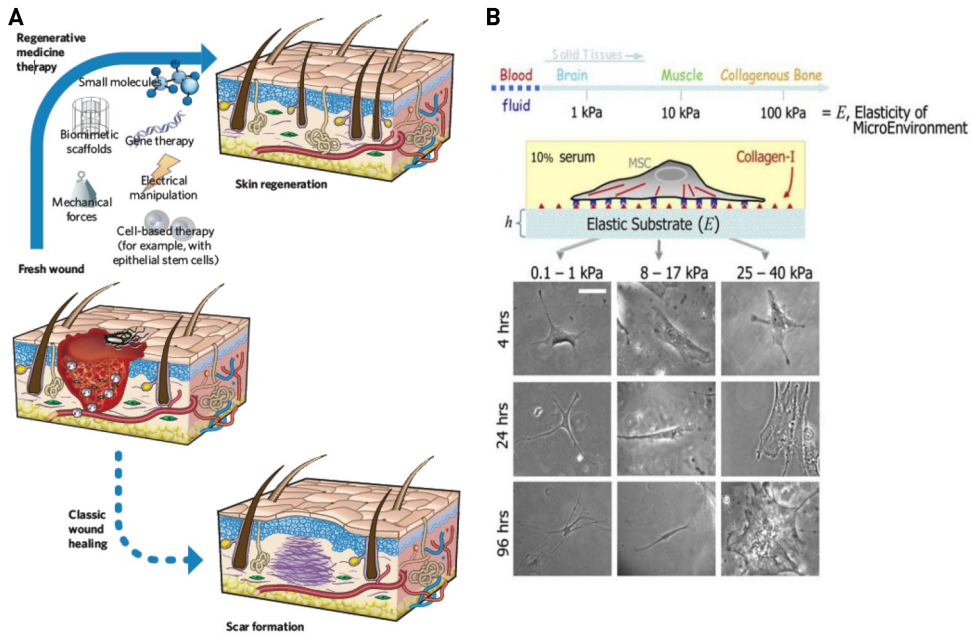 A
Regenerative
medicine
therapy
Small molecules
Biomimetic
scaffolds
Gene therapy
Mechanical
forces
Electrical
manipulation
Cell-based therapy
(for example, with
epithelial stem cells)
Skin regeneration
Fresh wound
Classic
wound
healing
Scar formation
B
Solid Tissues
Blood
Brain
Muscle
Collagenous Bone
fluid
1 kPa
10 kPa
100 kPa
= E, Elasticity of
MicroEnvironment
10% serum
MSC
Collagen-I
h
Elastic Substrate (E)
0.1 – 1 kPa
8 – 17 kPa
25 – 40 kPa
4 hrs
24 hrs
96 hrs